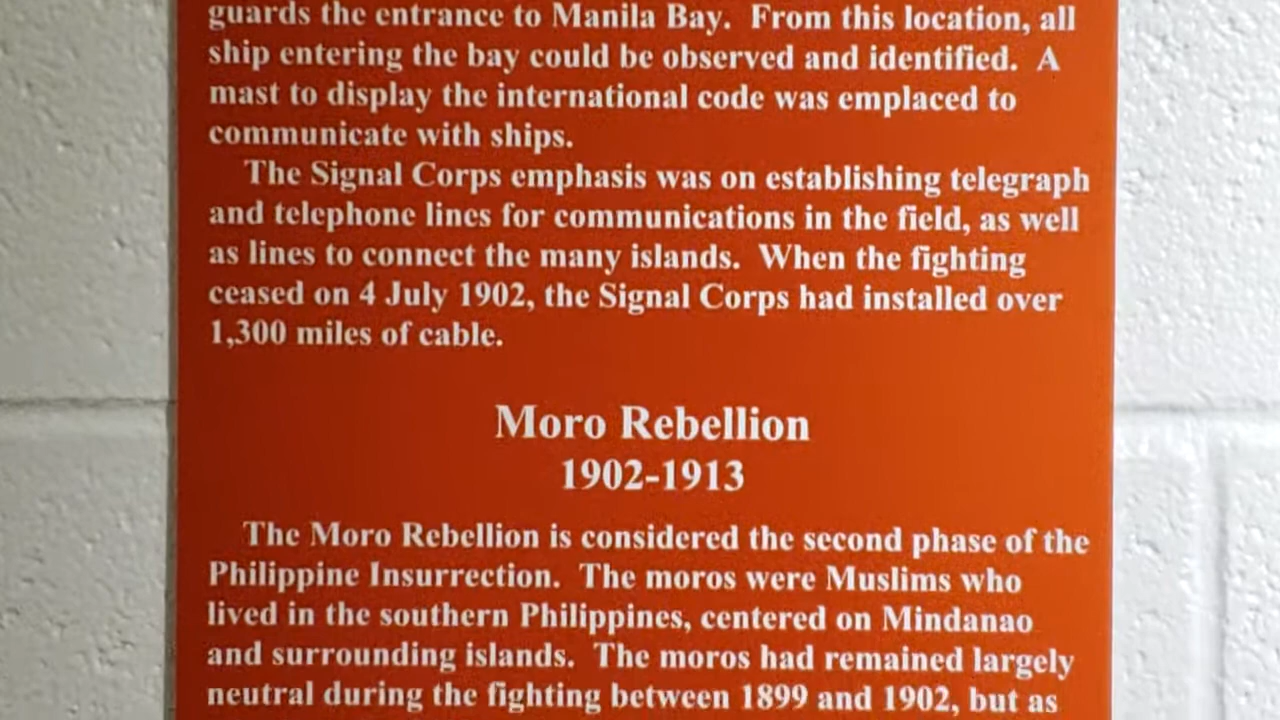 guards the entrance to Manila Bay.  From this location, all
ship entering the bay could be observed and identified.  A
mast to display the international code was emplaced to
communicate with ships.
The Signal Corps emphasis was on establishing telegraph
and telephone lines for communications in the field, as well
as lines to connect the many islands.  When the fighting
ceased on 4 July 1902, the Signal Corps had installed over
1,300 miles of cable.
Moro Rebellion
1902-1913
The Moro Rebellion is considered the second phase of the
Philippine Insurrection.  The moros were Muslims who
lived in the southern Philippines, centered on Mindanao
and surrounding islands.  The moros had remained largely
neutral during the fighting between 1899 and 1902, but as